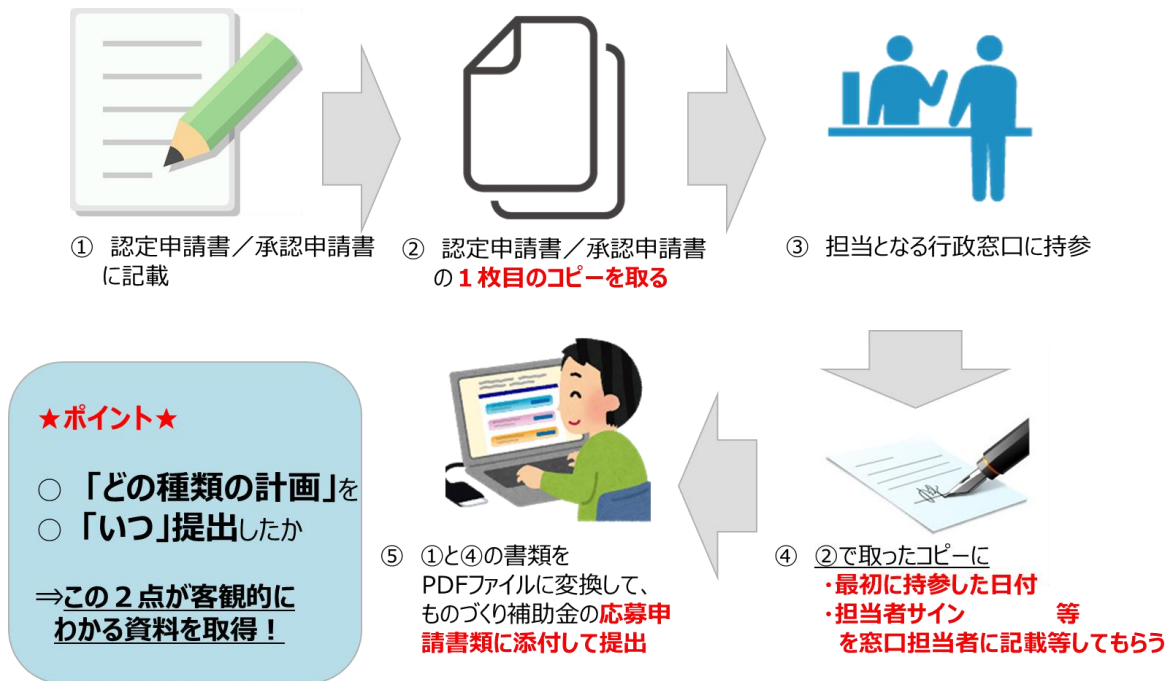 ① 認定申請書／承認申請書
に記載
② 認定申請書／承認申請書
の１枚目のコピーを取る
③ 担当となる行政窓口に持参
④ ②で取ったコピーに
・最初に持参した日付
・担当者サイン 等
を窓口担当者に記載等してもらう
⑤ ①と④の書類を
PDFファイルに変換して、
ものづくり補助金の応募申
請書類に添付して提出
★ポイント★
○ 「どの種類の計画」を
○ 「いつ」提出したか
⇒この２点が客観的に
わかる資料を取得！